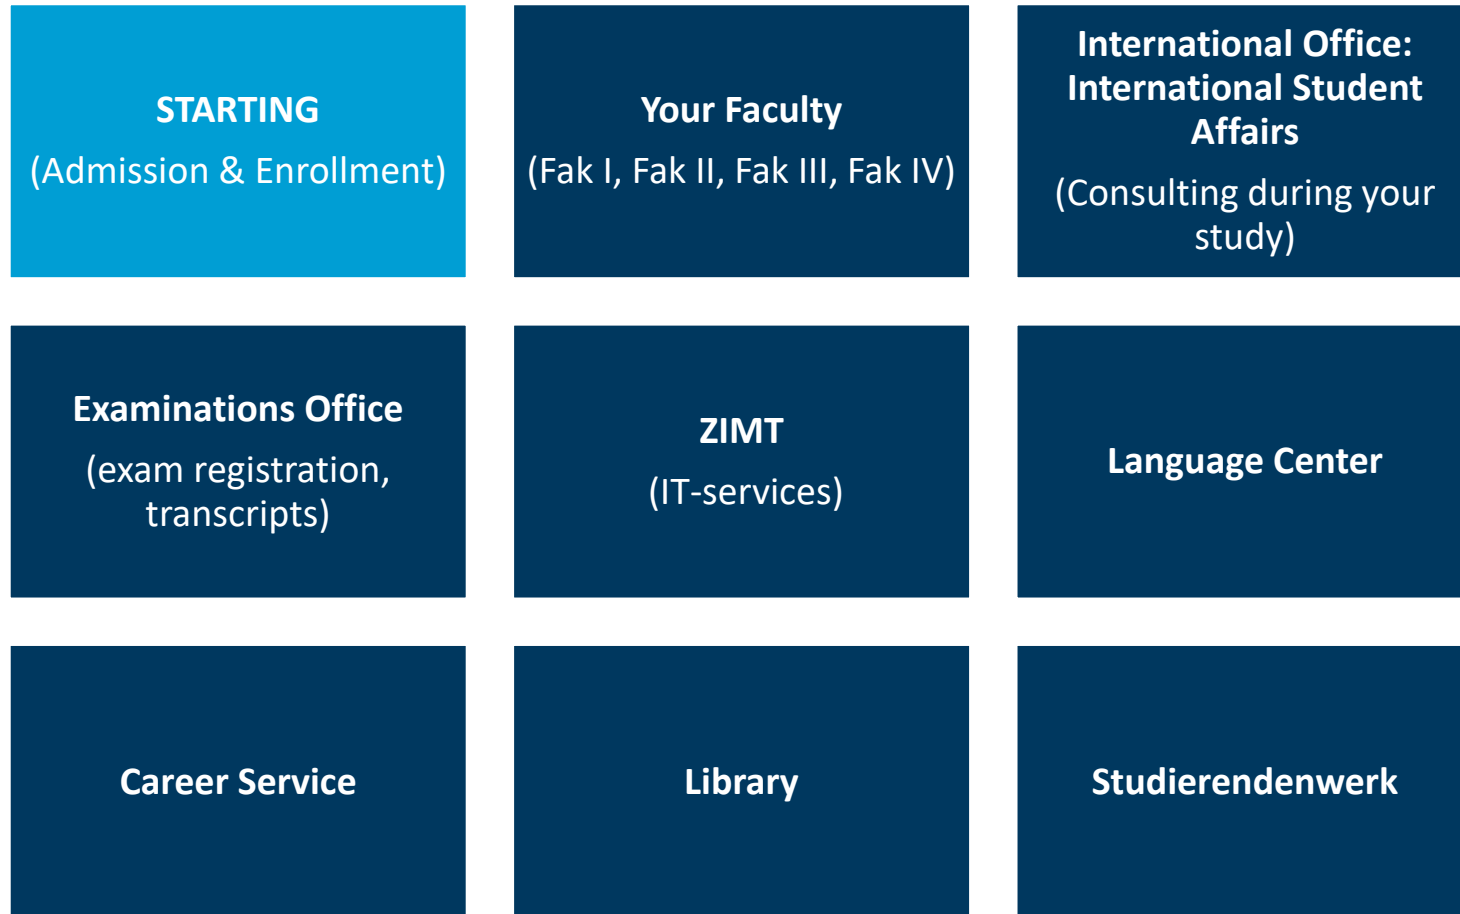 STARTING
(Admission & Enrollment)
Your Faculty
(Fak I, Fak II, Fak III, Fak IV)
International Office:
International Student
Affairs
(Consulting during your
study)
Examinations Office
(exam registration,
transcripts)
ZIMT
(IT-services)
Language Center
Career Service
Library
Studierendenwerk